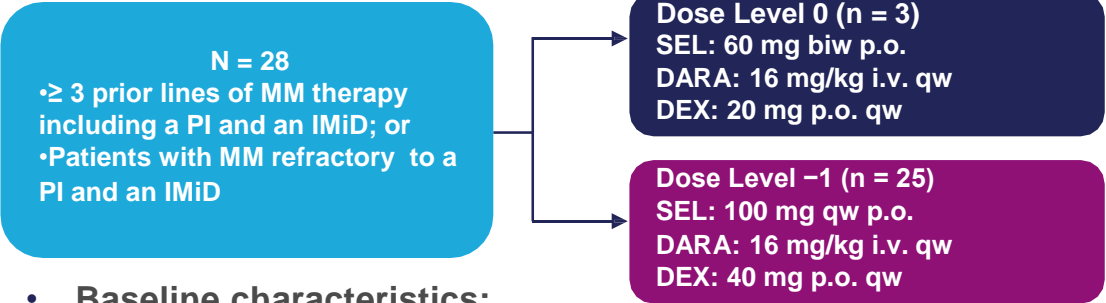 N = 28
•≥ 3 prior lines of MM therapy
including a PI and an IMiD; or
•Patients with MM refractory to a
PI and an IMiD
Dose Level 0 (n = 3)
SEL: 60 mg biw p.o.
DARA: 16 mg/kg i.v. qw
DEX: 20 mg p.o. qw
Dose Level −1 (n = 25)
SEL: 100 mg qw p.o.
DARA: 16 mg/kg i.v. qw
DEX: 40 mg p.o. qw
• Baseline characteristics: